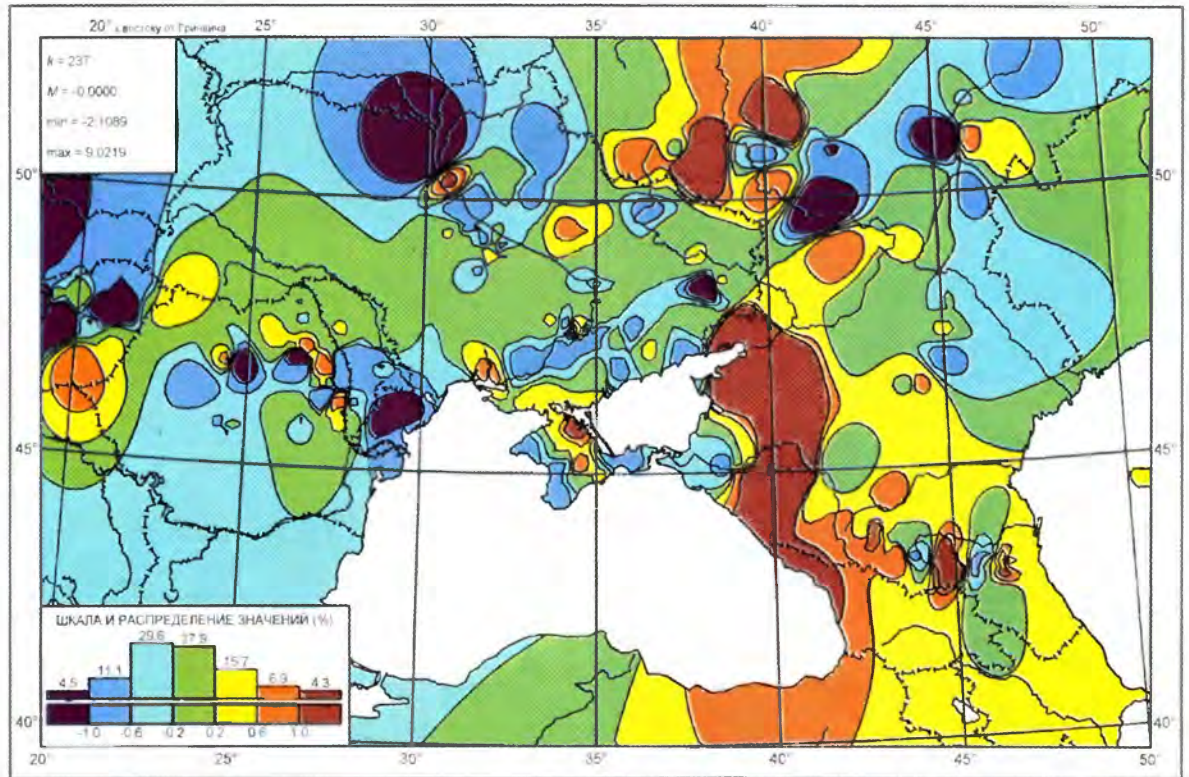 20° к востоку от Гринвича 25° 30° 35° 40° 45° 50°
k = 237
M = -0.0000
min = -2.1089
max = 9.0219
50° 50°
45° 45°
ШКАЛА И РАСПРЕДЕЛЕНИЕ ЗНАЧЕНИЙ (%)
4.5 11.1 29.6 27.9 15.7 6.9 4.3
-1.0 -0.6 -0.2 0.2 0.6 1.0
40° 40°
20° 25° 30° 35° 40° 45° 50°